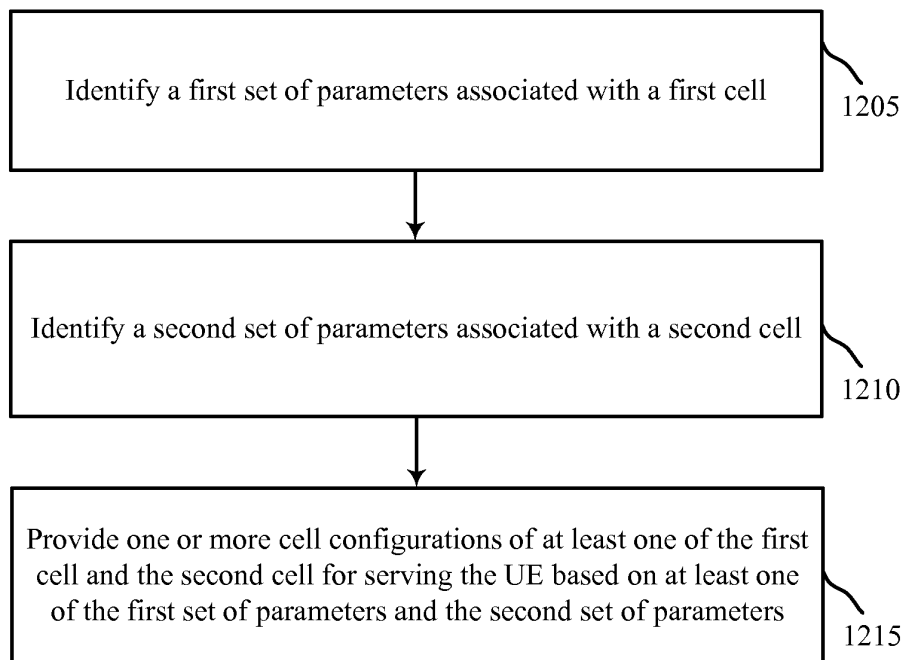 Identify a first set of parameters associated with a first cell
1205
Identify a second set of parameters associated with a second cell
1210
Provide one or more cell configurations of at least one of the first
cell and the second cell for serving the UE based on at least one
of the first set of parameters and the second set of parameters
1215